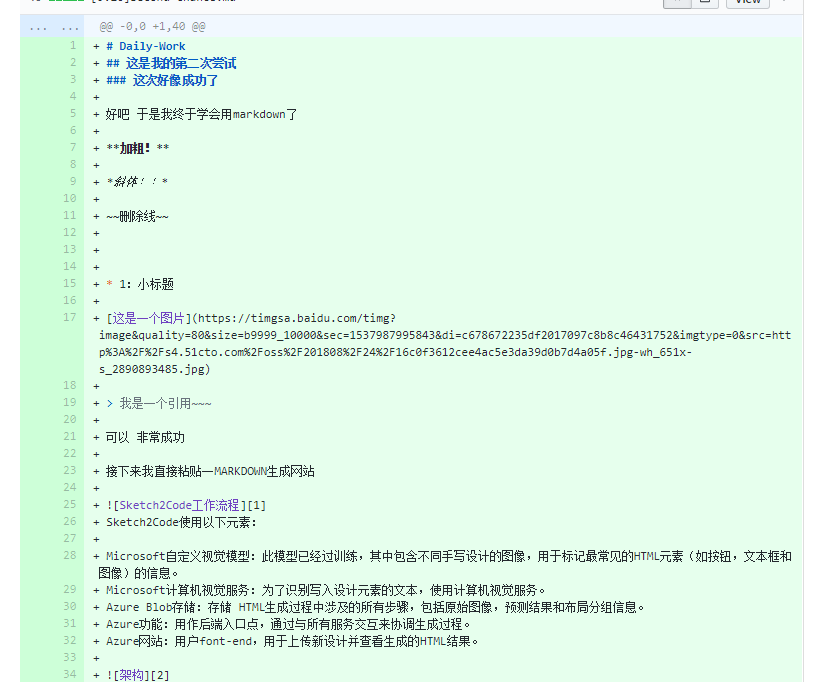 ... ... @@ -0,0 +1,40 @@
1 + # Daily-Work
2 + ## 这是我的第二次尝试
3 + ### 这次好像成功了
4 +
5 + 好吧 于是我终于学会用markdown了
6 +
7 + **加粗！**
8 +
9 + *斜体！！*
10 +
11 + ~~删除线~~
12 +
13 +
14 +
15 + * 1: 小标题
16 +
17 + [这是一个图片](https://timgsa.baidu.com/timg?
image&quality=80&size=b9999_10000&sec=1537987995843&di=c678672235df2017097c8b8c46431752&imgtype=0&src=htt
p%3A%2F%2Fs4.51cto.com%2Foss%2F201808%2F24%2F16c0f3612cee4ac5e3da39d0b7d4a05f.jpg-wh_651x-
s_2890893485.jpg)
18 +
19 + > 我是一个引用~~~
20 +
21 + 可以 非常成功
22 +
23 + 接下来我直接粘贴一MARKDOWN生成网站
24 +
25 + ![Sketch2Code工作流程][1]
26 + Sketch2Code使用以下元素：
27 +
28 + Microsoft自定义视觉模型：此模型已经过训练，其中包含不同手写设计的图像，用于标记最常见的HTML元素（如按钮，文本框和
图像）的信息。
29 + Microsoft计算机视觉服务：为了识别写入设计元素的文本，使用计算机视觉服务。
30 + Azure Blob存储：存储 HTML生成过程中涉及的所有步骤，包括原始图像，预测结果和布局分组信息。
31 + Azure功能：用作后端入口点，通过与所有服务交互来协调生成过程。
32 + Azure网站：用户font-end，用于上传新设计并查看生成的HTML结果。
33 +
34 + ![架构][2]